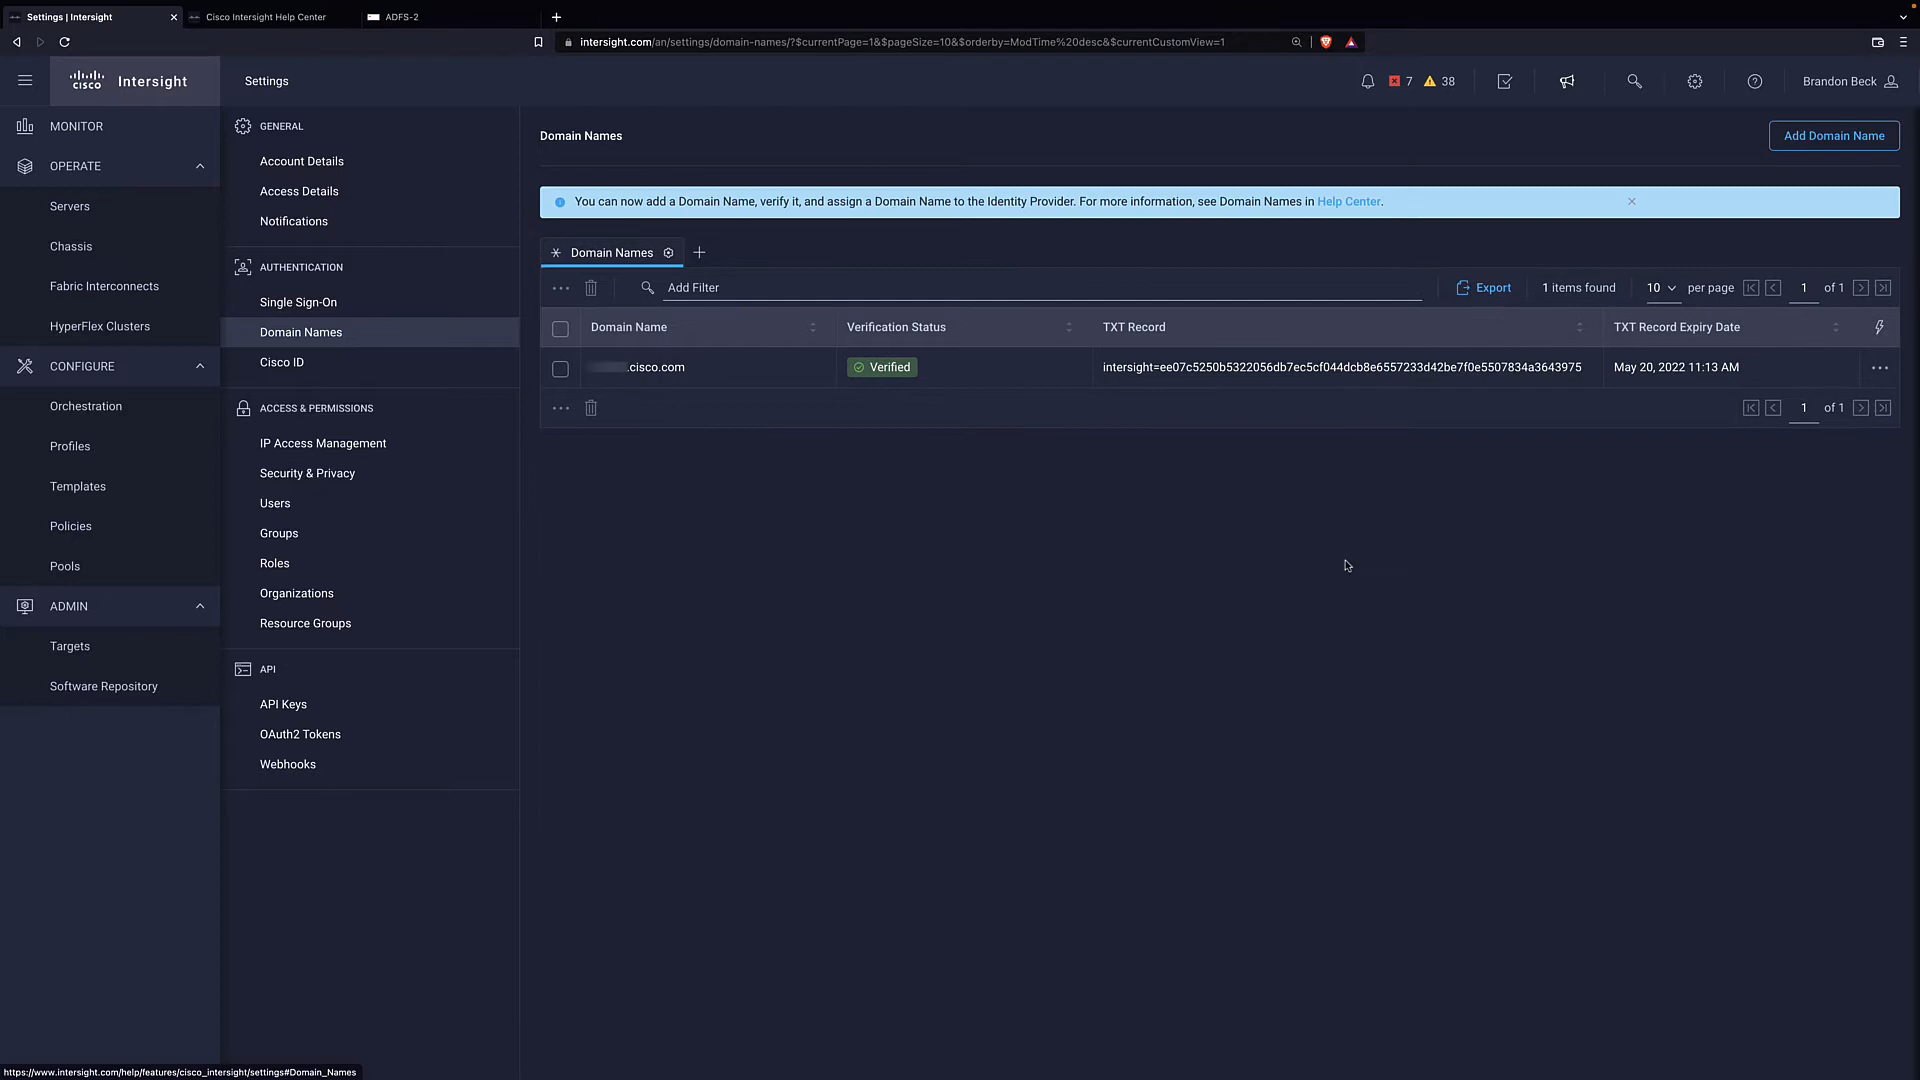 Settings | Intersight
Cisco Intersight Help Center
ADFS-2
intersight.com/an/settings/domain-names/?$currentPage=1&$pageSize=10&$orderby=ModTime%20desc&$currentCustomView=1
cisco Intersight
Settings
7
38
Brandon Beck
MONITOR
OPERATE
Servers
Chassis
Fabric Interconnects
HyperFlex Clusters
CONFIGURE
Orchestration
Profiles
Templates
Policies
Pools
ADMIN
Targets
Software Repository
GENERAL
Account Details
Access Details
Notifications
AUTHENTICATION
Single Sign-On
Domain Names
Cisco ID
ACCESS & PERMISSIONS
IP Access Management
Security & Privacy
Users
Groups
Roles
Organizations
Resource Groups
API
API Keys
OAuth2 Tokens
Webhooks
Domain Names
Add Domain Name
You can now add a Domain Name, verify it, and assign a Domain Name to the Identity Provider. For more information, see Domain Names in Help Center.
Domain Names
Add Filter
Export
1 items found
10 per page
1 of 1
Domain Name
Verification Status
TXT Record
TXT Record Expiry Date
.cisco.com
Verified
intersight=ee07c5250b5322056db7ec5cf044dcb8e6557233d42be7f0e5507834a3643975
May 20, 2022 11:13 AM
1 of 1
https://www.intersight.com/help/features/cisco_intersight/settings#Domain_Names